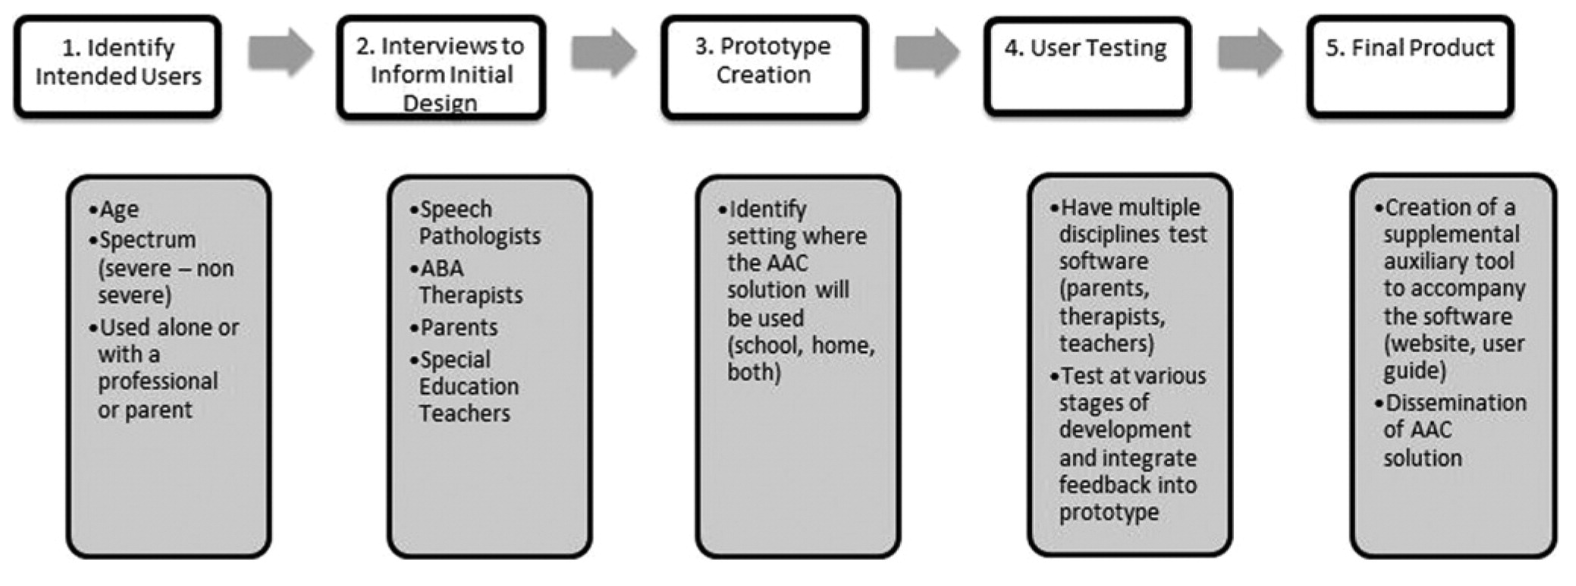 1. Identify
Intended Users
2. Interviews to
Inform Initial
Design
3. Prototype
Creation
4. User Testing
5. Final Product
•Age
•Spectrum
(severe – non
severe)
•Used alone or
with a
professional
or parent
•Speech
Pathologists
•ABA
Therapists
•Parents
•Special
Education
Teachers
•Identify
setting where
the AAC
solution will
be used
(school, home,
both)
•Have multiple
disciplines test
software
(parents,
therapists,
teachers)
•Test at various
stages of
development
and integrate
feedback into
prototype
•Creation of a
supplemental
auxiliary tool
to accompany
the software
(website, user
guide)
•Dissemination
of AAC
solution